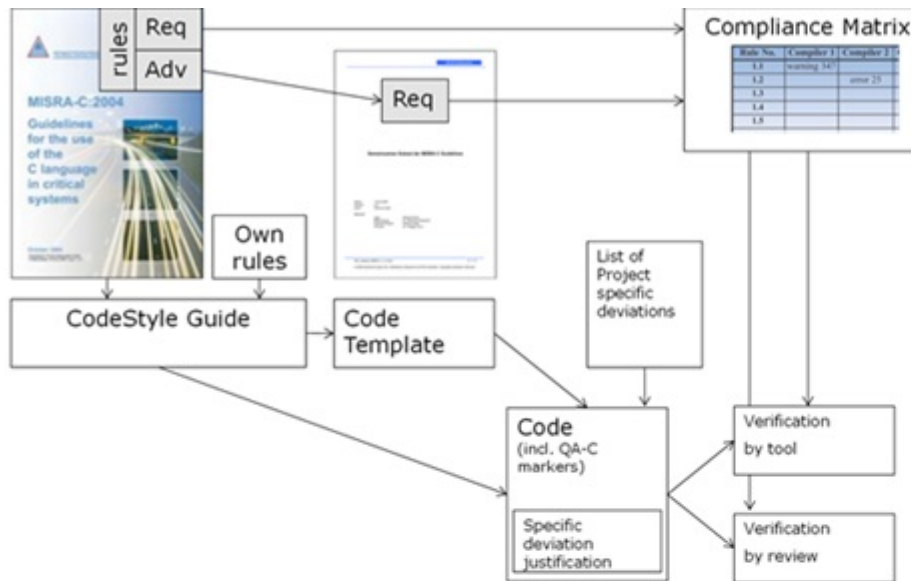 rules
Req
Adv
MISRA-C:2004
Guidelines
for the use
of the
C language
in critical
systems
Req
Compliance Matrix
Rule No. Compiler 1 Compiler 2
1.1 warning 347
1.2 error 25
1.3
1.4
1.5
Own
rules
CodeStyle Guide
Code
Template
List of
Project
specific
deviations
Code
(incl. QA-C
markers)
Specific
deviation
justification
Verification
by tool
Verification
by review